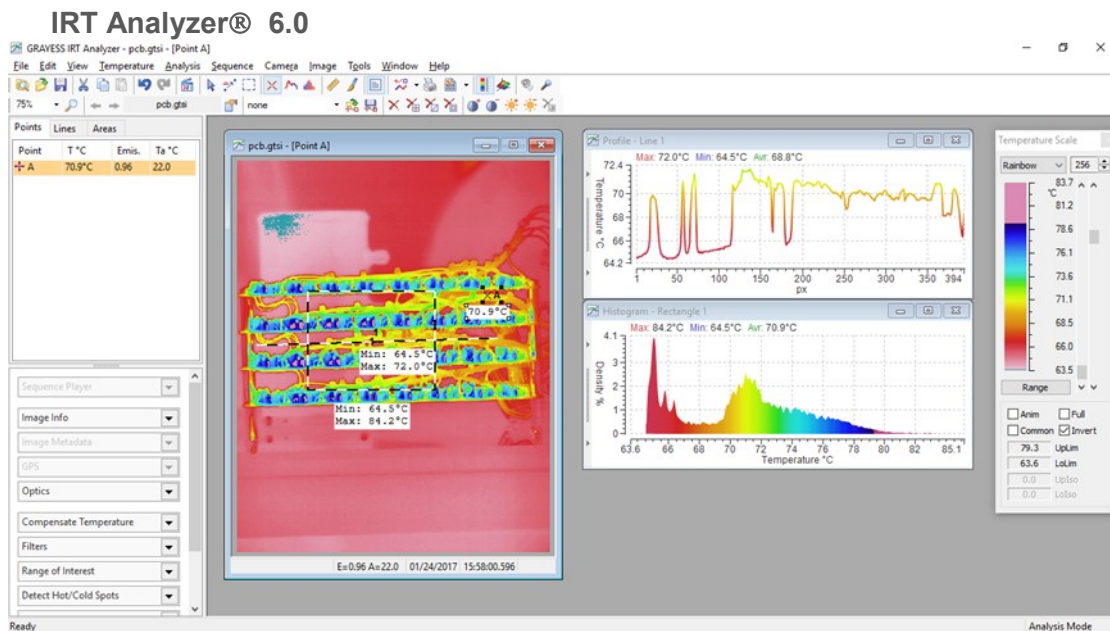 IRT Analyzer® 6.0
GRAYESS IRT Analyzer - pcb.gtsi - [Point A]
File Edit View Temperature Analysis Sequence Camera Image Tools Window Help
75% pcb.gtsi none
Points Lines Areas
Point T °C Emis. Ta °C
A 70.9°C 0.96 22.0
Sequence Player
Image Info
Image Metadata
GPS
Optics
Compensate Temperature
Filters
Range of Interest
Detect Hot/Cold Spots
pcb.gtsi - [Point A]
A
70.9°C
1
Min: 64.5°C
Max: 72.0°C
Min: 64.5°C
Max: 84.2°C
E=0.96 A=22.0 01/24/2017 15:58:00.596
Profile - Line 1
Max: 72.0°C Min: 64.5°C Avr: 68.8°C
Temperature °C
72.4
70
68
66
64.2
1 50 100 150 200 250 300 350 394
px
Histogram - Rectangle 1
Max: 84.2°C Min: 64.5°C Avr: 70.9°C
Density %
4.1
3
2
1
0
63.6 66 68 70 72 74 76 78 80 82 85.1
Temperature °C
Temperature Scale
Rainbow 256
83.7
°C
81.2
78.6
76.1
73.6
71.1
68.5
66.0
63.5
Range
Anim Full
Common Invert
79.3 UpLim
63.6 LoLim
0.0 UpIso
0.0 LoIso
Ready Analysis Mode